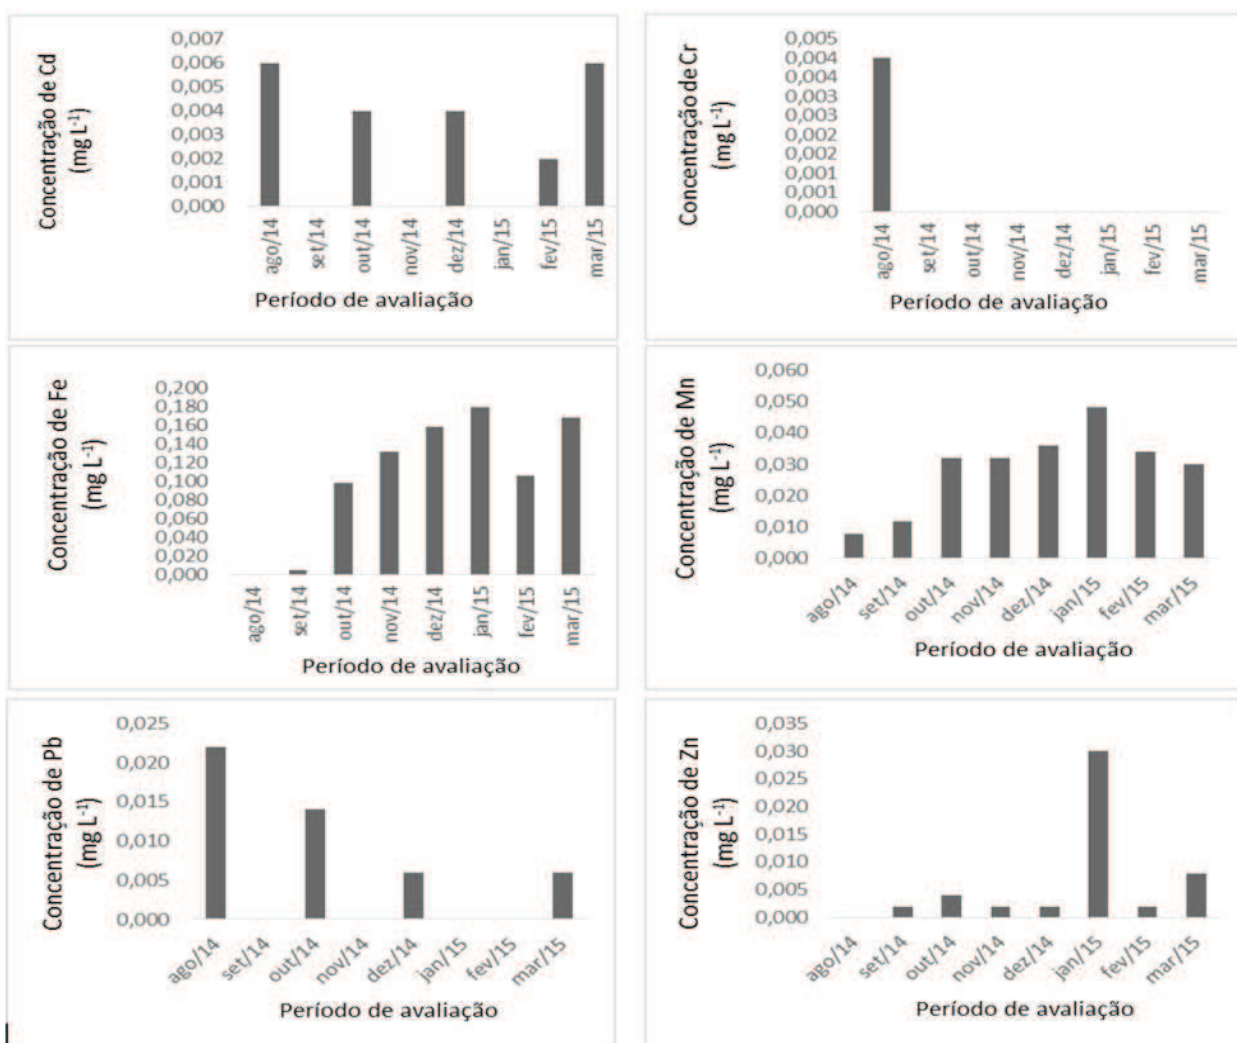 Concentração de Cd
(mg L-1)
0,007
0,006
0,005
0,004
0,003
0,002
0,001
0,000
ago/14
set/14
out/14
nov/14
dez/14
jan/15
fev/15
mar/15
Período de avaliação
Concentração de Cr
(mg L-1)
0,005
0,004
0,004
0,003
0,003
0,002
0,002
0,001
0,001
0,000
ago/14
set/14
out/14
nov/14
dez/14
jan/15
fev/15
mar/15
Período de avaliação
Concentração de Fe
(mg L-1)
0,200
0,180
0,160
0,140
0,120
0,100
0,080
0,060
0,040
0,020
0,000
ago/14
set/14
out/14
nov/14
dez/14
jan/15
fev/15
mar/15
Período de avaliação
Concentração de Mn
(mg L-1)
0,060
0,050
0,040
0,030
0,020
0,010
0,000
ago/14
set/14
out/14
nov/14
dez/14
jan/15
fev/15
mar/15
Período de avaliação
Concentração de Pb
(mg L-1)
0,025
0,020
0,015
0,010
0,005
0,000
ago/14
set/14
out/14
nov/14
dez/14
jan/15
fev/15
mar/15
Período de avaliação
Concentração de Zn
(mg L-1)
0,035
0,030
0,025
0,020
0,015
0,010
0,005
0,000
ago/14
set/14
out/14
nov/14
dez/14
jan/15
fev/15
mar/15
Período de avaliação